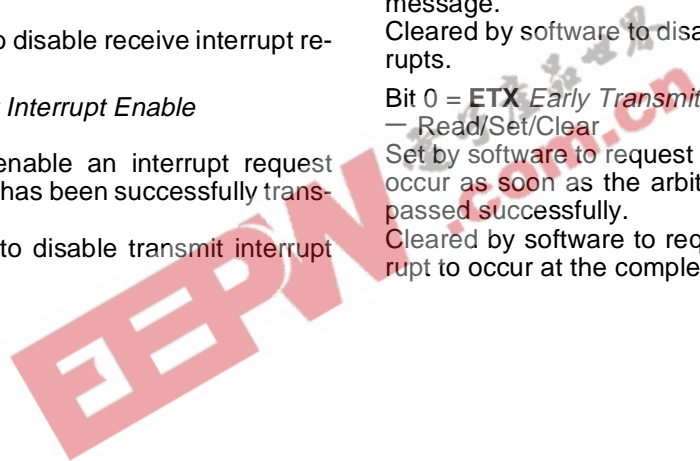 o disable receive interrupt re-
Interrupt Enable
enable an interrupt request
has been successfully trans-
to disable transmit interrupt
message.
Cleared by software to disa
rupts.
Bit 0 = ETX Early Transmit
– Read/Set/Clear
Set by software to request
occur as soon as the arbit
passed successfully.
Cleared by software to req
rupt to occur at the comple
EEPW.com.cn